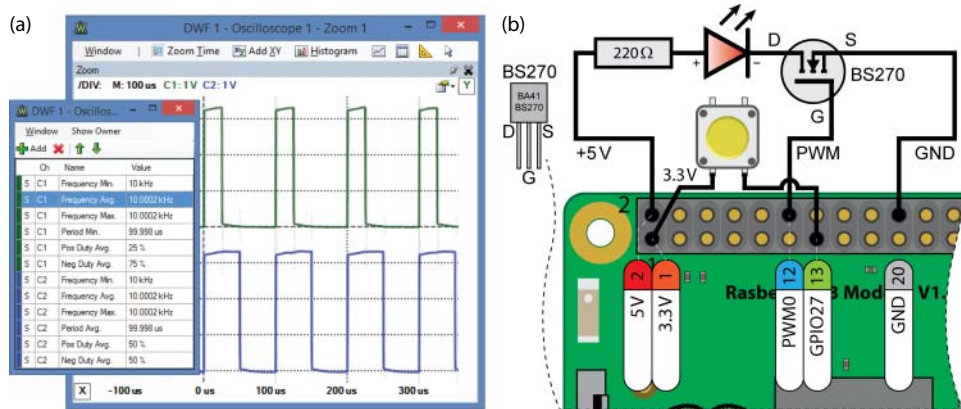 (a)
DWF 1 - Oscilloscope 1 - Zoom 1
Window Zoom Time Add XY Histogram
Zoom
/DIV: M: 100 us C1: 1 V C2: 1 V Y
DWF 1 - Oscillos...
Window Show Owner
Add
Ch Name Value
S C1 Frequency Min. 10 kHz
S C1 Frequency Avg. 10.0002 kHz
S C1 Frequency Max. 10.0002 kHz
S C1 Period Min. 99.998 us
S C1 Pos Duty Avg. 25 %
S C1 Neg Duty Avg. 75 %
S C2 Frequency Min. 10 kHz
S C2 Frequency Avg. 10.0002 kHz
S C2 Frequency Max. 10.0002 kHz
S C2 Period Avg. 99.998 us
S C2 Pos Duty Avg. 50 %
S C2 Neg Duty Avg. 50 %
X -100 us 0 us 100 us 200 us 300 us
(b)
220 Ω
+ −
D S
BS270
G
BS270
BA41
BS270
D S
G
+5 V
3.3 V
PWM
GND
2
1
2 1 12 13 20
5V
3.3V
PWM0
GPIO27
GND
V1.